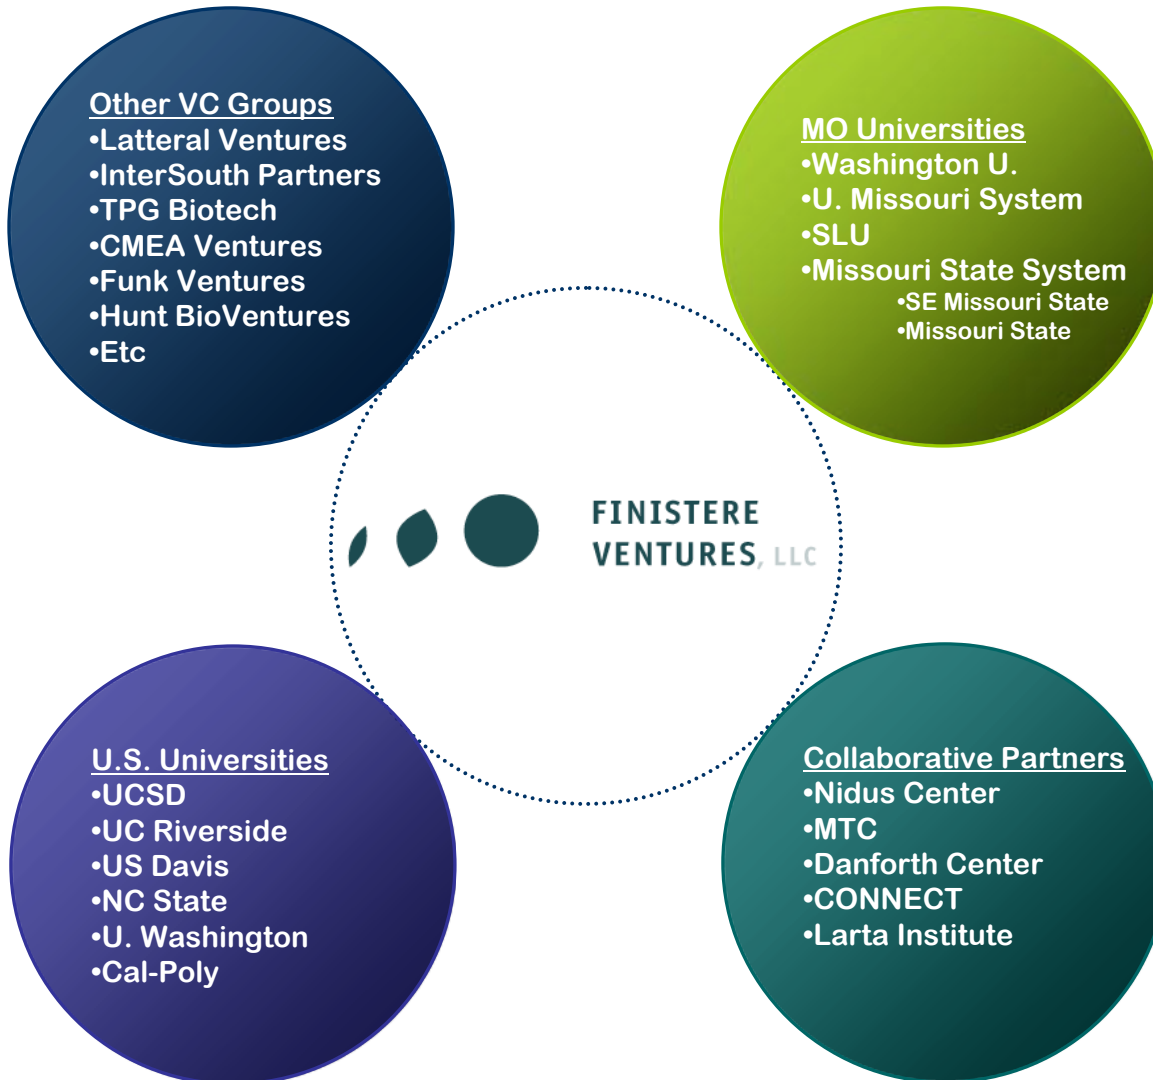 Other VC Groups
•Latteral Ventures
•InterSouth Partners
•TPG Biotech
•CMEA Ventures
•Funk Ventures
•Hunt BioVentures
•Etc
MO Universities
•Washington U.
•U. Missouri System
•SLU
•Missouri State System
•SE Missouri State
•Missouri State
FINISTERE
VENTURES, LLC
U.S. Universities
•UCSD
•UC Riverside
•US Davis
•NC State
•U. Washington
•Cal-Poly
Collaborative Partners
•Nidus Center
•MTC
•Danforth Center
•CONNECT
•Larta Institute